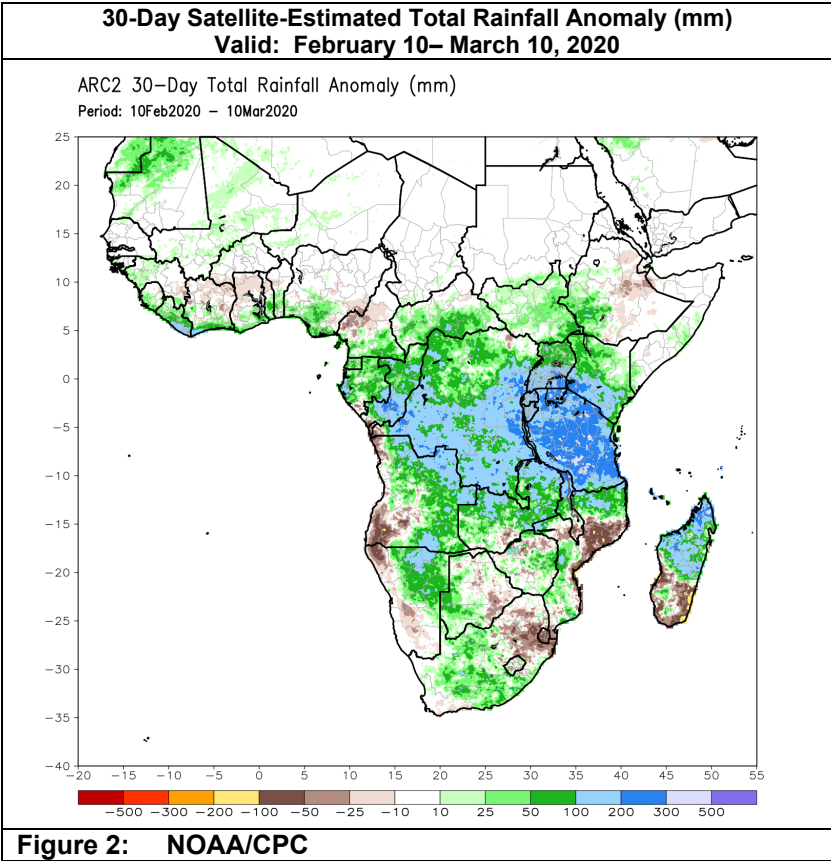 30-Day Satellite-Estimated Total Rainfall Anomaly (mm)
Valid:  February 10– March 10, 2020
ARC2 30-Day Total Rainfall Anomaly (mm)
Period: 10Feb2020 - 10Mar2020
25
20
15
10
5
0
-5
-10
-15
-20
-25
-30
-35
-40
-20 -15 -10 -5 0 5 10 15 20 25 30 35 40 45 50 55
-500 -300 -200 -100 -50 -25 -10 10 25 50 100 200 300 500
Figure 2: NOAA/CPC